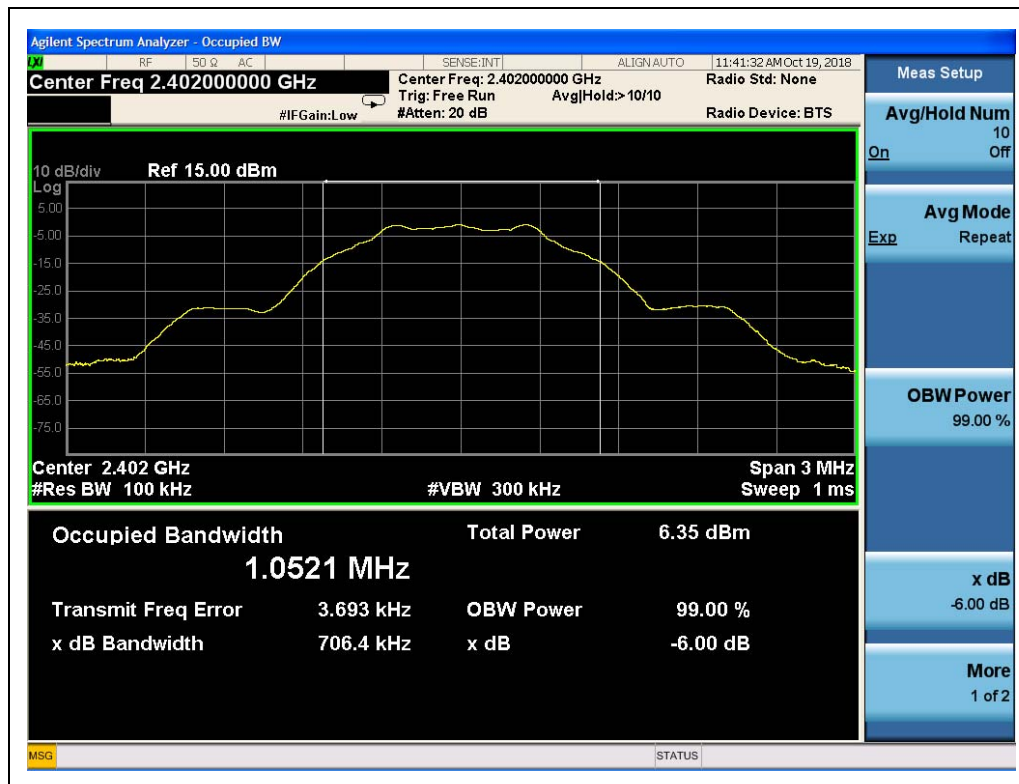 Agilent Spectrum Analyzer - Occupied BW
LXI RF 50 Ω AC SENSE:INT ALIGN AUTO 11:41:32 AM Oct 19, 2018
Center Freq 2.402000000 GHz
Center Freq: 2.402000000 GHz
Radio Std: None
Trig: Free Run Avg|Hold:> 10/10
#IFGain:Low
#Atten: 20 dB
Radio Device: BTS
10 dB/div Ref 15.00 dBm
Log
5.00
-5.00
-15.0
-25.0
-35.0
-45.0
-55.0
-65.0
-75.0
Center 2.402 GHz Span 3 MHz
#Res BW 100 kHz #VBW 300 kHz Sweep 1 ms
Occupied Bandwidth
1.0521 MHz
Total Power 6.35 dBm
Transmit Freq Error 3.693 kHz OBW Power 99.00 %
x dB Bandwidth 706.4 kHz x dB -6.00 dB
Meas Setup
Avg/Hold Num
10
On Off
Avg Mode
Exp Repeat
OBW Power
99.00 %
x dB
-6.00 dB
More
1 of 2
MSG STATUS